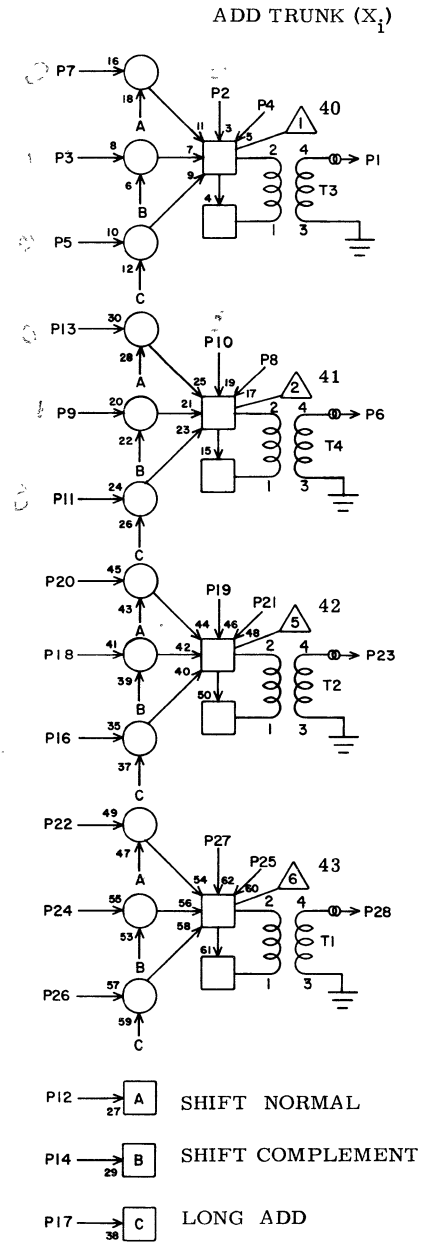 ADD TRUNK (Xi)
P7 16
18 P2 P4 1 40
A 11 3 5
P3 8 7 2 4 P1
6 9 T3
B 4
P5 10 1 3
12
C
P13 30
28 P10 P8 2 41
A 25 19 17
P9 20 21 2 4 P6
22 23 T4
B 15
P11 24 1 3
26
C
P20 45
43 P19 P21 5 42
A 44 46 48
P18 41 42 2 4 P23
39 40 T2
B 50
P16 35 1 3
37
C
P22 49
47 P27 P25 6 43
A 54 62 60
P24 55 56 2 4 P28
53 58 T1
B 61
P26 57 1 3
59
C
P12 27 A SHIFT NORMAL
P14 29 B SHIFT COMPLEMENT
P17 38 C LONG ADD